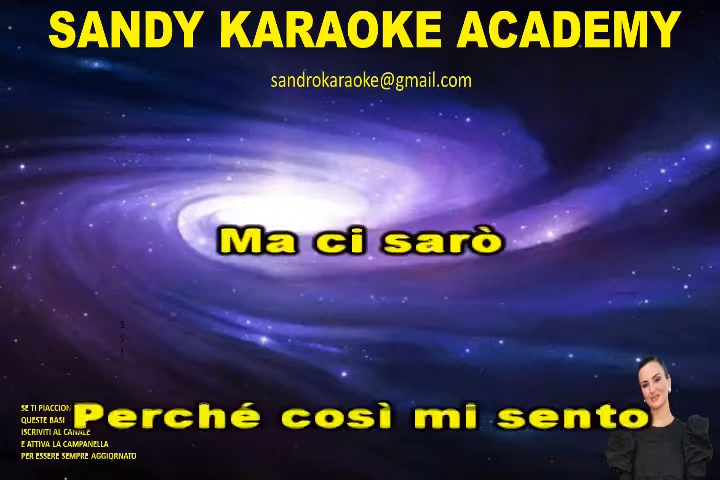 SANDY KARAOKE ACADEMY
sandrokaraoke@gmail.com
Ma ci sarò
SE TI PIACCION
QUESTE BASI
ISCRIVITI AL CANALE
E ATTIVA LA CAMPANELLA
PER ESSERE SEMPRE AGGIORNATO
Perché così mi sento